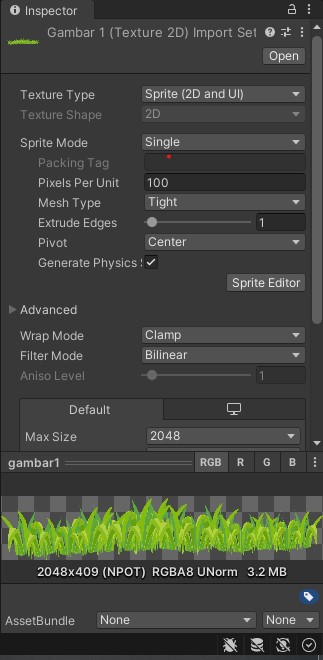 Inspector
Gambar 1 (Texture 2D) Import Set
Open
Texture Type Sprite (2D and UI)
Texture Shape 2D
Sprite Mode Single
Packing Tag
Pixels Per Unit 100
Mesh Type Tight
Extrude Edges 1
Pivot Center
Generate Physics S
Sprite Editor
Advanced
Wrap Mode Clamp
Filter Mode Bilinear
Aniso Level 1
Default
Max Size 2048
gambar1 RGB R G B
2048x409 (NPOT) RGBA8 UNorm 3.2 MB
AssetBundle None None